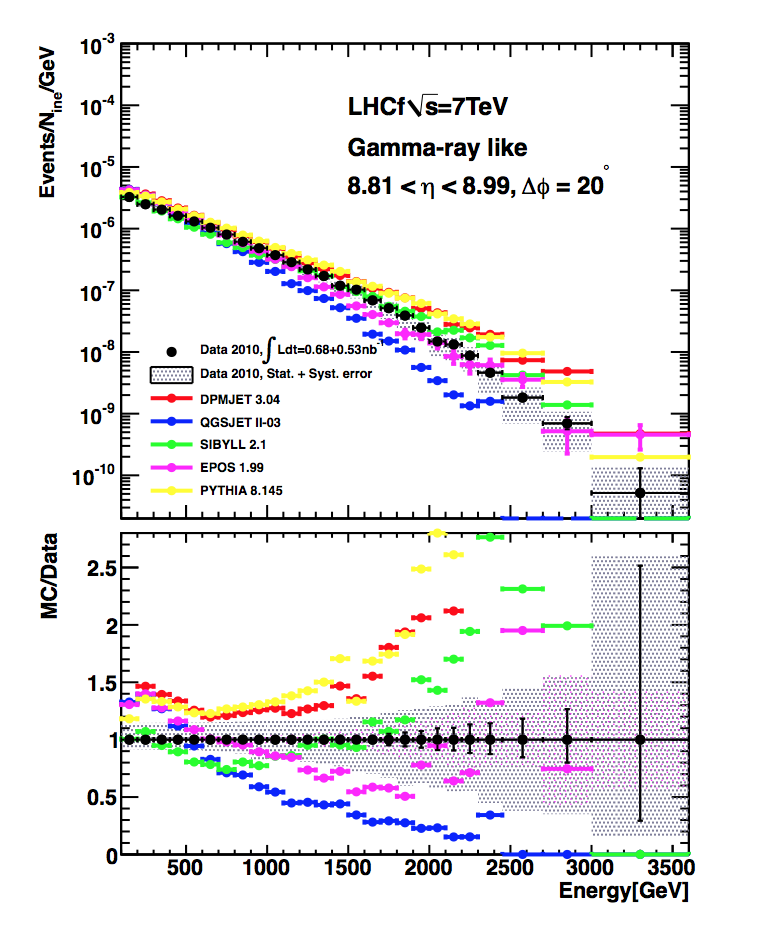 Events/N_ine/GeV
10^-3
10^-4
10^-5
10^-6
10^-7
10^-8
10^-9
10^-10
LHCf √s=7TeV
Gamma-ray like
8.81 < η < 8.99, Δϕ = 20°
Data 2010, ∫ Ldt=0.68+0.53nb^-1
Data 2010, Stat. + Syst. error
DPMJET 3.04
QGSJET II-03
SIBYLL 2.1
EPOS 1.99
PYTHIA 8.145
MC/Data
2.5
2
1.5
1
0.5
0
500 1000 1500 2000 2500 3000 3500
Energy[GeV]